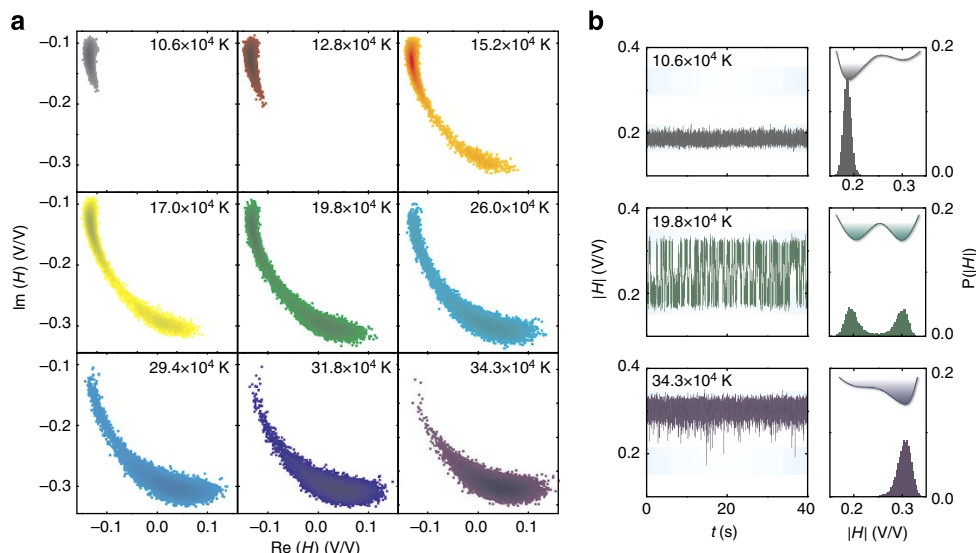 a
b
10.6×10⁴ K
12.8×10⁴ K
15.2×10⁴ K
−0.1
−0.2
−0.3
17.0×10⁴ K
19.8×10⁴ K
26.0×10⁴ K
−0.1
−0.2
−0.3
29.4×10⁴ K
31.8×10⁴ K
34.3×10⁴ K
−0.1
−0.2
−0.3
Im (H) (V/V)
−0.1 0.0 0.1
−0.1 0.0 0.1
−0.1 0.0 0.1
Re (H) (V/V)
0.4
0.2
10.6×10⁴ K
0.2
0.0
0.2 0.3
0.4
0.2
19.8×10⁴ K
0.2
0.0
|H| (V/V)
P(|H|)
0.4
0.2
34.3×10⁴ K
0.2
0.0
0 20 40
t (s)
0.2 0.3
|H| (V/V)